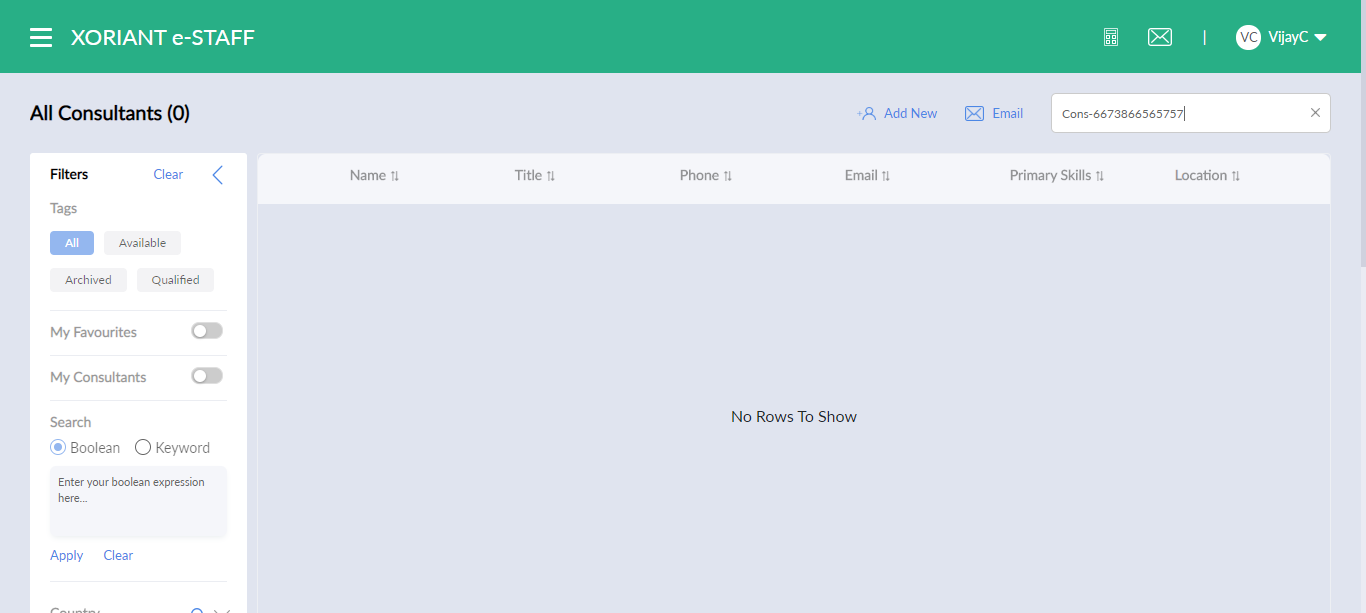 XORIANT e-STAFF
VC VijayC
All Consultants (0)
Add New Email Cons-6673866565757
Filters Clear
Name Title Phone Email Primary Skills Location
Tags
All Available
Archived Qualified
My Favourites
My Consultants
No Rows To Show
Search
Boolean Keyword
Enter your boolean expression
here...
Apply Clear
Country